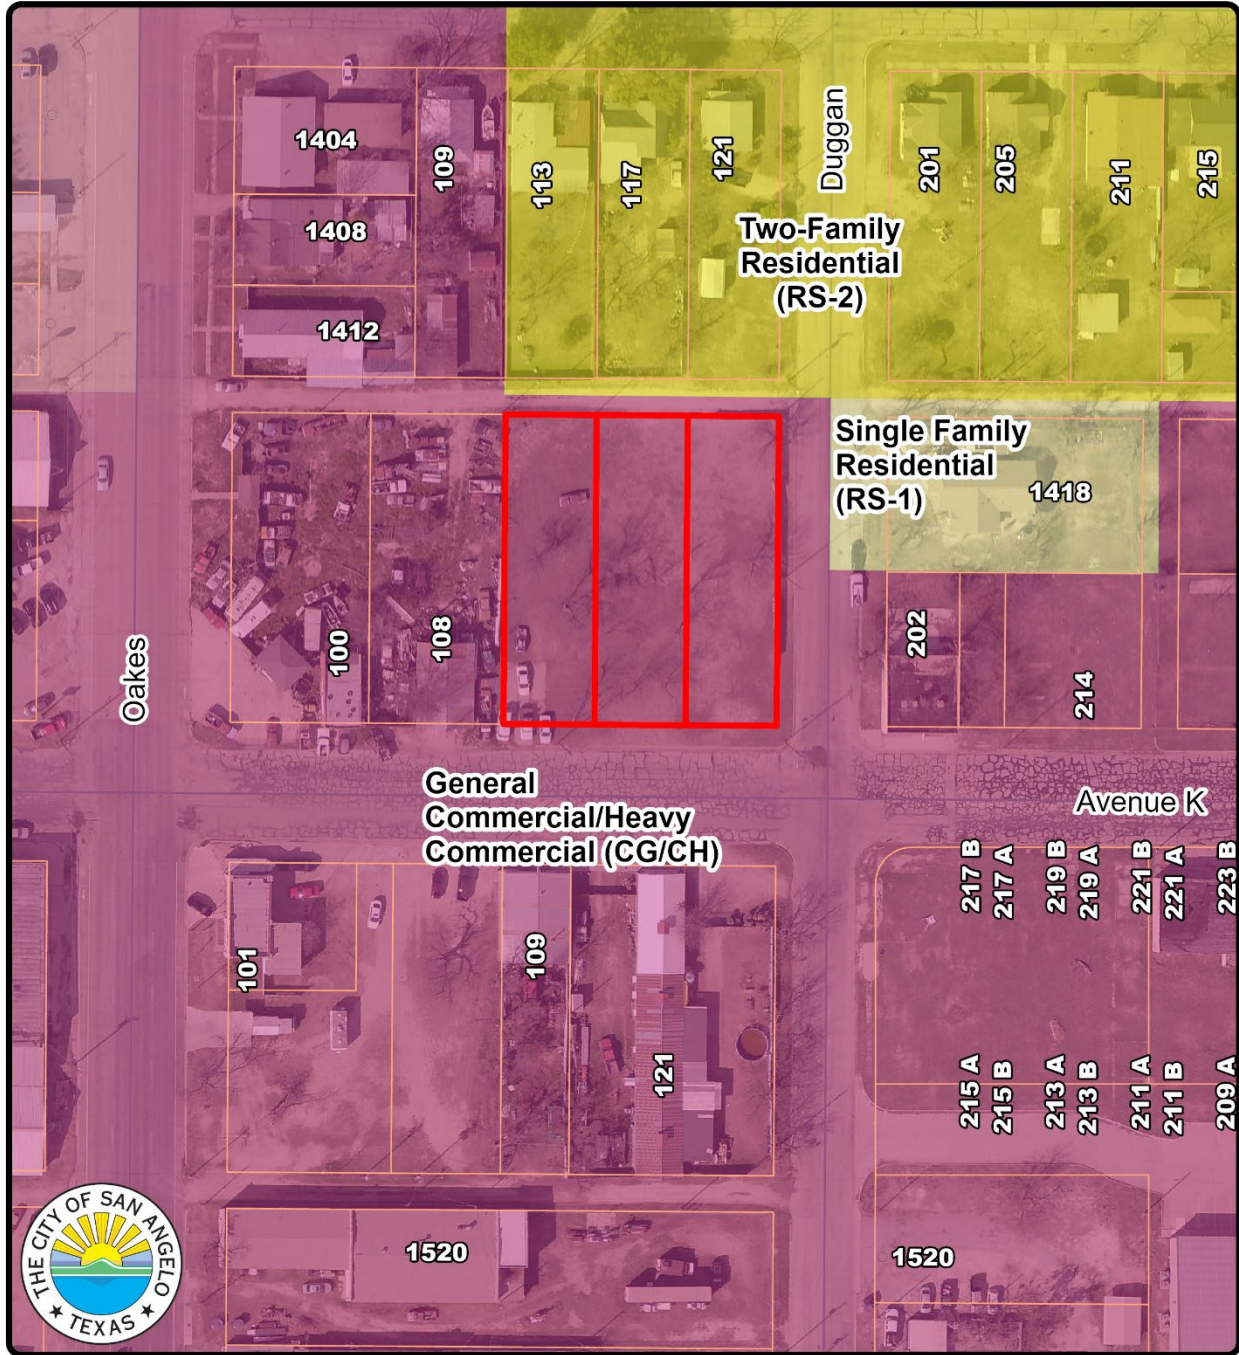 1404
109
113
117
121
Duggan
201
205
211
215
1408
Two-Family
Residential
(RS-2)
1412
Single Family
Residential
(RS-1)
1418
100
108
202
214
Oakes
General
Commercial/Heavy
Commercial (CG/CH)
Avenue K
217 B
217 A
219 B
219 A
221 B
221 A
223 B
101
109
121
215 A
215 B
213 A
213 B
211 A
211 B
209 A
1520
1520
THE CITY OF SAN ANGELO
★ TEXAS ★